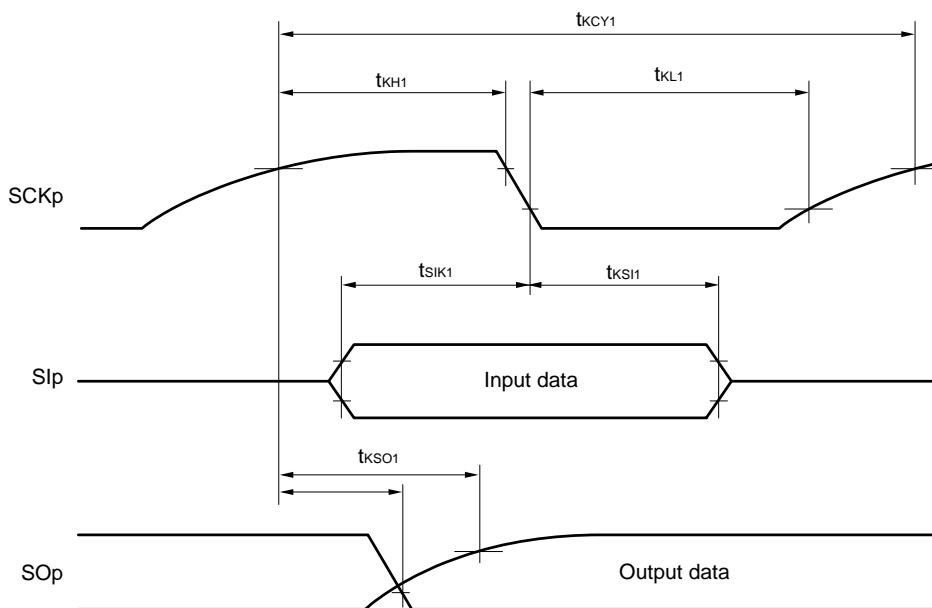 tKCY1
tKH1
tKL1
SCKp
tSIK1
tKSI1
SIp
Input data
tKSO1
SOp
Output data